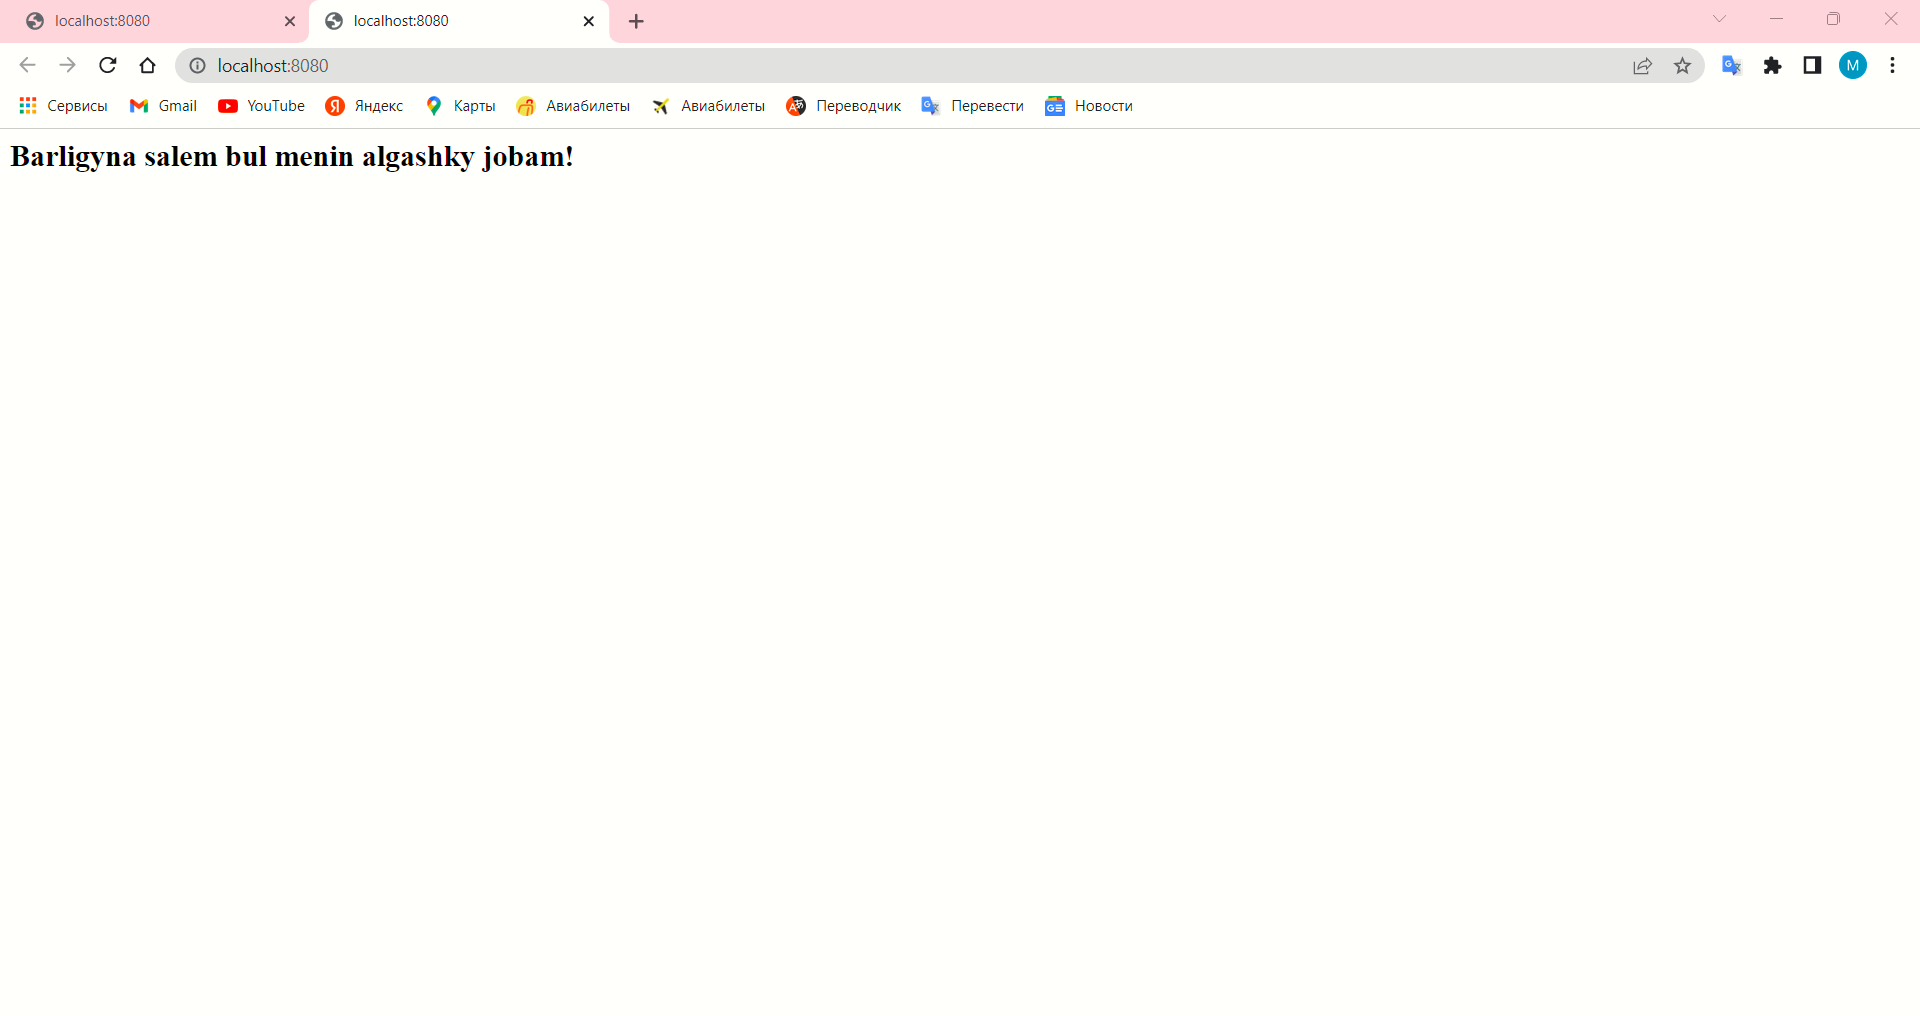 localhost:8080
localhost:8080
localhost:8080
M
Сервисы
Gmail
YouTube
Яндекс
Карты
Авиабилеты
Авиабилеты
Переводчик
Перевести
Новости
Barligyna salem bul menin algashky jobam!